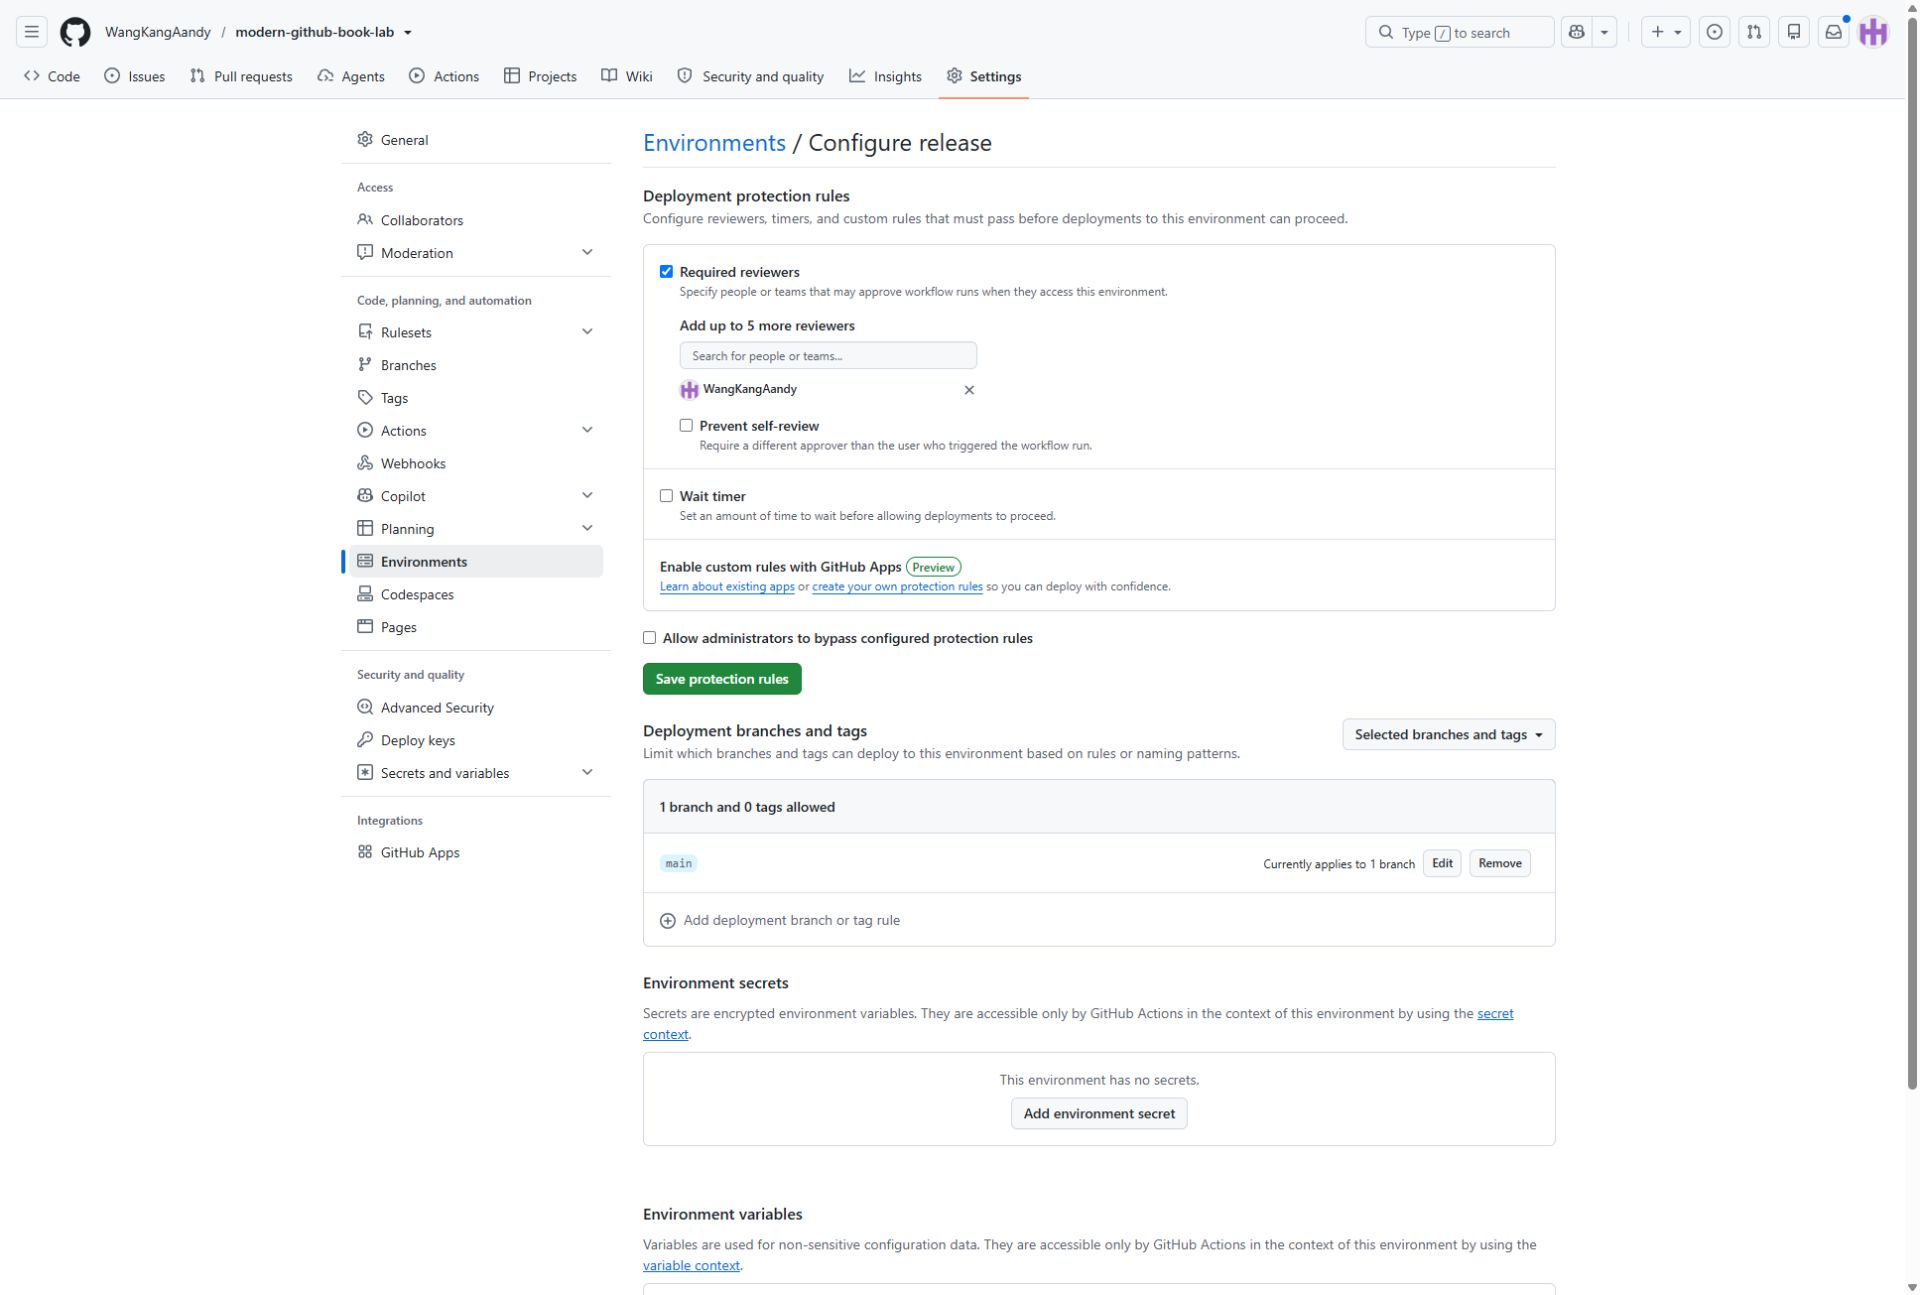 WangKangAandy / modern-github-book-lab
Type / to search
Code
Issues
Pull requests
Agents
Actions
Projects
Wiki
Security and quality
Insights
Settings
General
Access
Collaborators
Moderation
Code, planning, and automation
Rulesets
Branches
Tags
Actions
Webhooks
Copilot
Planning
Environments
Codespaces
Pages
Security and quality
Advanced Security
Deploy keys
Secrets and variables
Integrations
GitHub Apps
Environments / Configure release
Deployment protection rules
Configure reviewers, timers, and custom rules that must pass before deployments to this environment can proceed.
Required reviewers
Specify people or teams that may approve workflow runs when they access this environment.
Add up to 5 more reviewers
Search for people or teams...
WangKangAandy
Prevent self-review
Require a different approver than the user who triggered the workflow run.
Wait timer
Set an amount of time to wait before allowing deployments to proceed.
Enable custom rules with GitHub Apps Preview
Learn about existing apps or create your own protection rules so you can deploy with confidence.
Allow administrators to bypass configured protection rules
Save protection rules
Deployment branches and tags
Limit which branches and tags can deploy to this environment based on rules or naming patterns.
Selected branches and tags
1 branch and 0 tags allowed
main
Currently applies to 1 branch
Edit
Remove
Add deployment branch or tag rule
Environment secrets
Secrets are encrypted environment variables. They are accessible only by GitHub Actions in the context of this environment by using the secret
context.
This environment has no secrets.
Add environment secret
Environment variables
Variables are used for non-sensitive configuration data. They are accessible only by GitHub Actions in the context of this environment by using the
variable context.